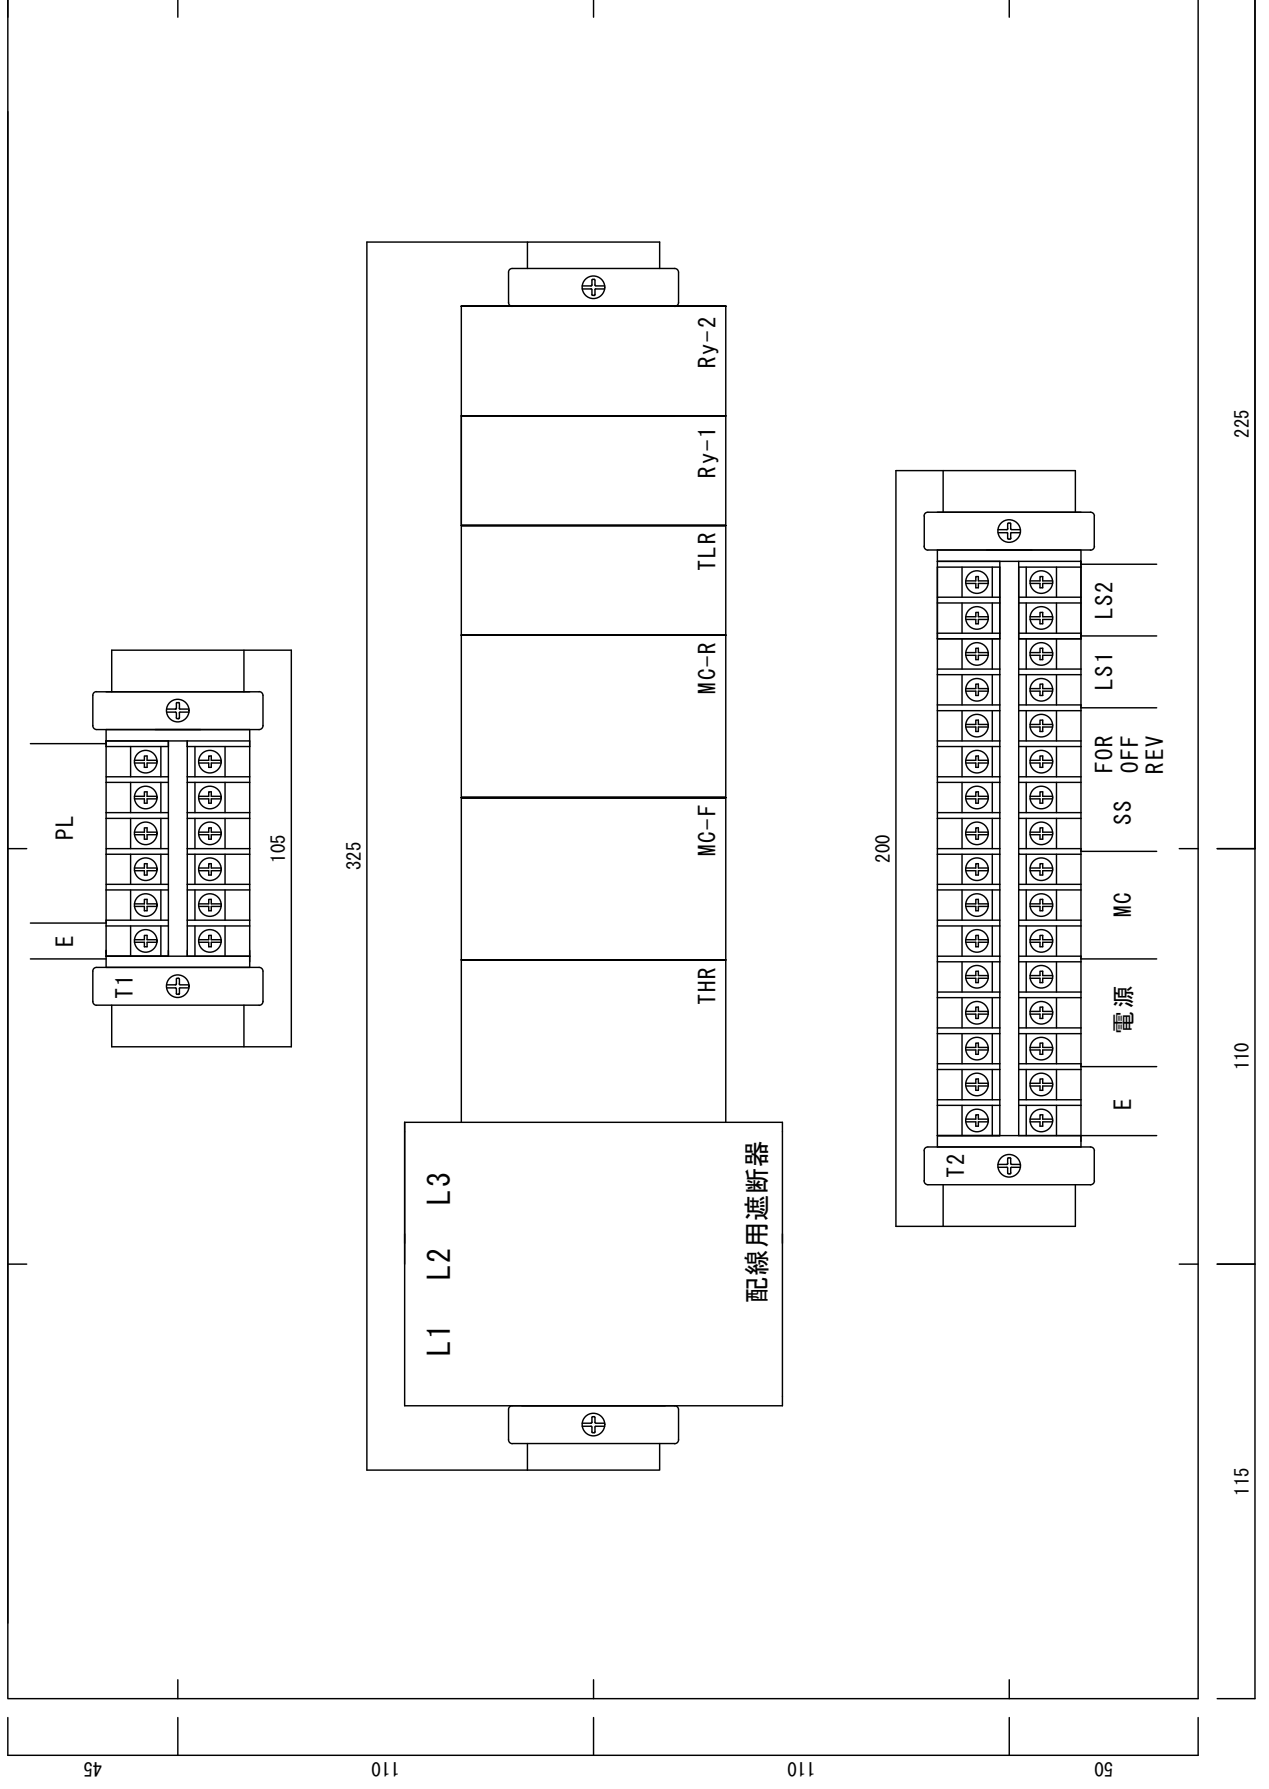 E
PL
T1
105
325
L1
L2
L3
THR
MC-F
MC-R
TLR
Ry-1
Ry-2
配線用遮断器
200
T2
E
電源
MC
SS
FOR
OFF
REV
LS1
LS2
115
110
225
45
110
110
50